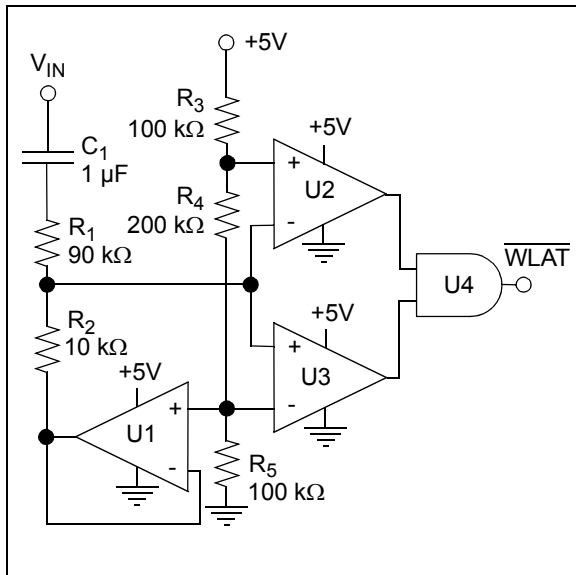 +5V
V_IN
R_3
100 kΩ
C_1
1 µF
+5V
+
U2
-
R_4
200 kΩ
R_1
90 kΩ
W̅L̅A̅T̅
U4
R_2
10 kΩ
+5V
+
U3
-
+5V
+
U1
-
R_5
100 kΩ